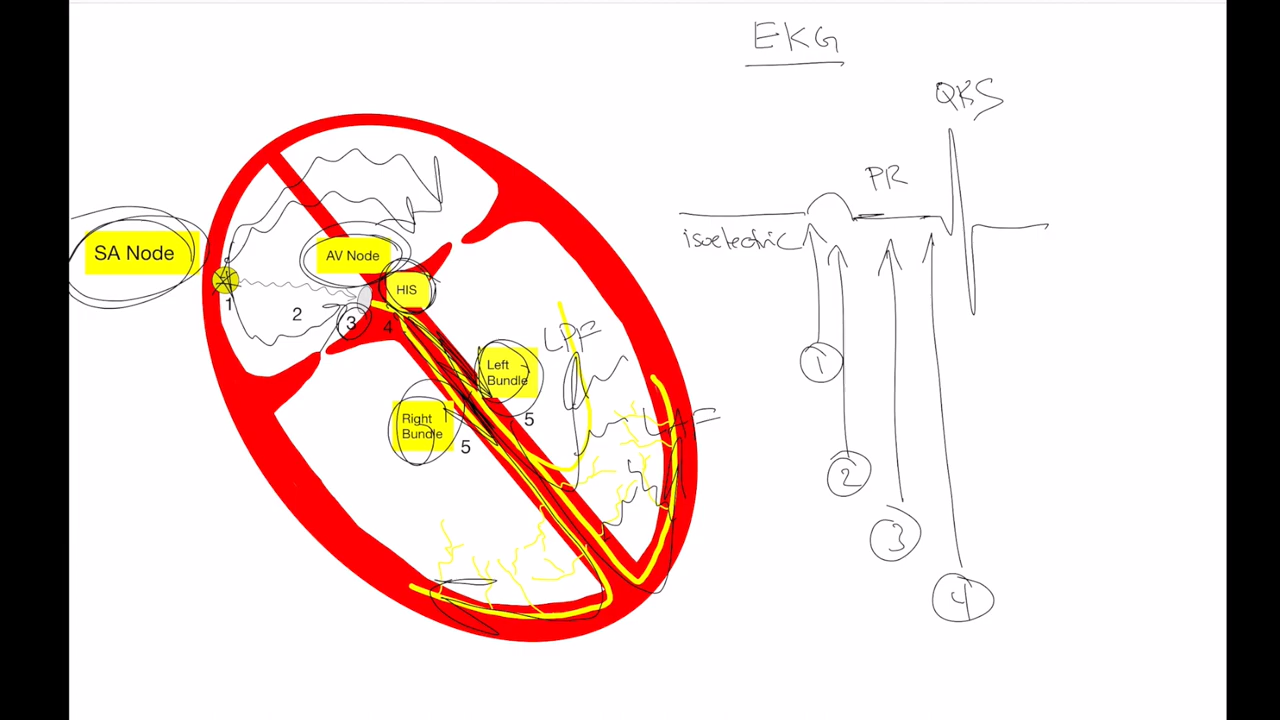 EKG
QRS
PR
isoelectric
SA Node
AV Node
HIS
1
2
3
4
LPF
Left
Bundle
LAF
Right
Bundle
5
5
1
2
3
4